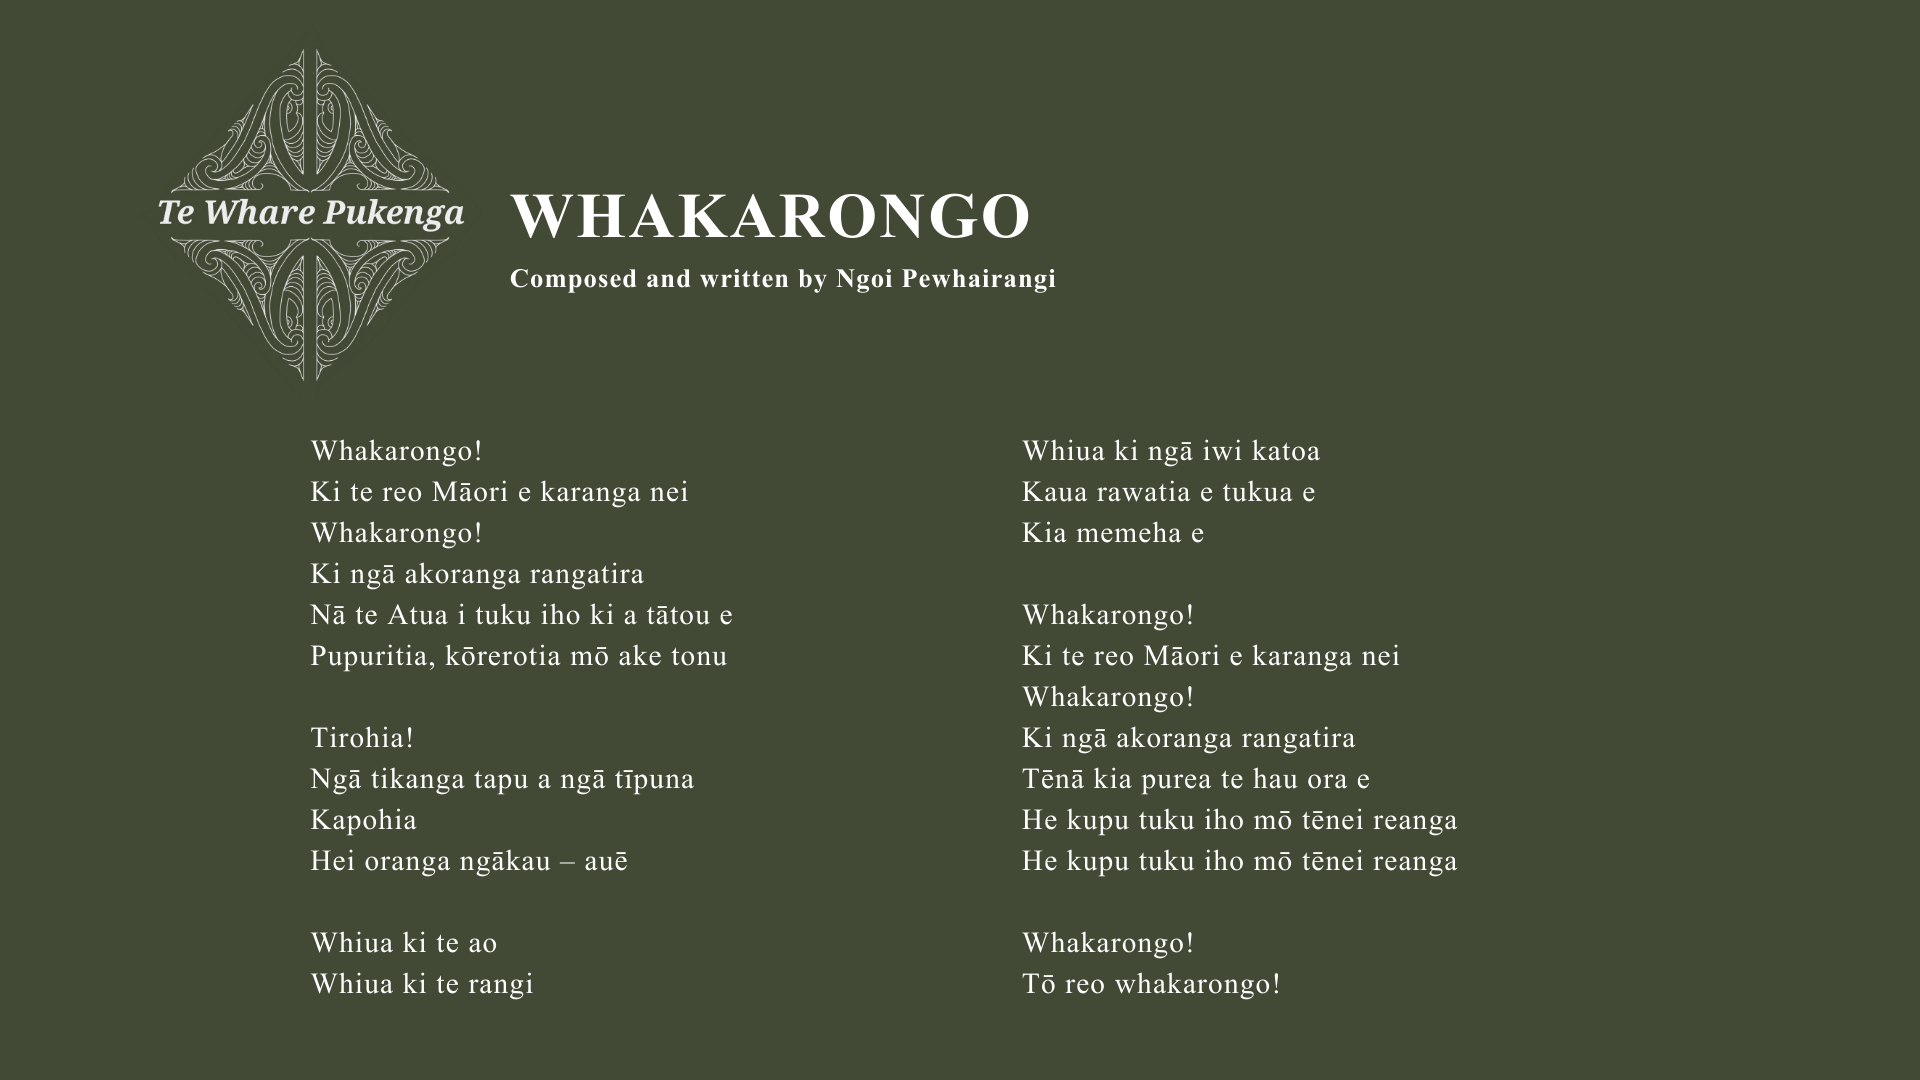 Te Whare Pukenga
WHAKARONGO
Composed and written by Ngoi Pewhairangi
Whakarongo!
Ki te reo Māori e karanga nei
Whakarongo!
Ki ngā akoranga rangatira
Nā te Atua i tuku iho ki a tātou e
Pupuritia, kōrerotia mō ake tonu
Tirohia!
Ngā tikanga tapu a ngā tīpuna
Kapohia
Hei oranga ngākau – auē
Whiua ki te ao
Whiua ki te rangi
Whiua ki ngā iwi katoa
Kaua rawatia e tukua e
Kia memeha e
Whakarongo!
Ki te reo Māori e karanga nei
Whakarongo!
Ki ngā akoranga rangatira
Tēnā kia purea te hau ora e
He kupu tuku iho mō tēnei reanga
He kupu tuku iho mō tēnei reanga
Whakarongo!
Tō reo whakarongo!